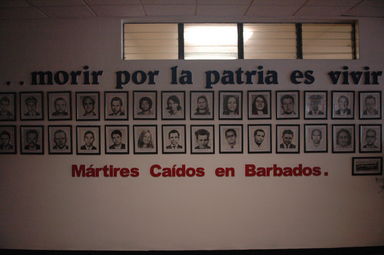 ..morir por la patria es vivir
Mártires Caídos en Barbados.